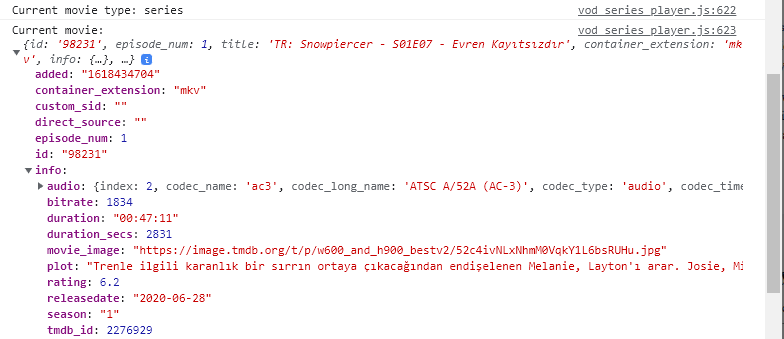 Current movie type: series vod series player.js:622
Current movie: vod series player.js:623
{id: '98231', episode_num: 1, title: 'TR: Snowpiercer - S01E07 - Evren Kayıtsızdır', container_extension: 'mk
v', info: {…}, …}
added: "1618434704"
container_extension: "mkv"
custom_sid: ""
direct_source: ""
episode_num: 1
id: "98231"
info:
audio: {index: 2, codec_name: 'ac3', codec_long_name: 'ATSC A/52A (AC-3)', codec_type: 'audio', codec_time
bitrate: 1834
duration: "00:47:11"
duration_secs: 2831
movie_image: "https://image.tmdb.org/t/p/w600_and_h900_bestv2/52c4ivNLxNhmM0VqkY1L6bsRUHu.jpg"
plot: "Trenle ilgili karanlık bir sırrın ortaya çıkacağından endişelenen Melanie, Layton'ı arar. Josie, Mi
rating: 6.2
releasedate: "2020-06-28"
season: "1"
tmdb_id: 2276929